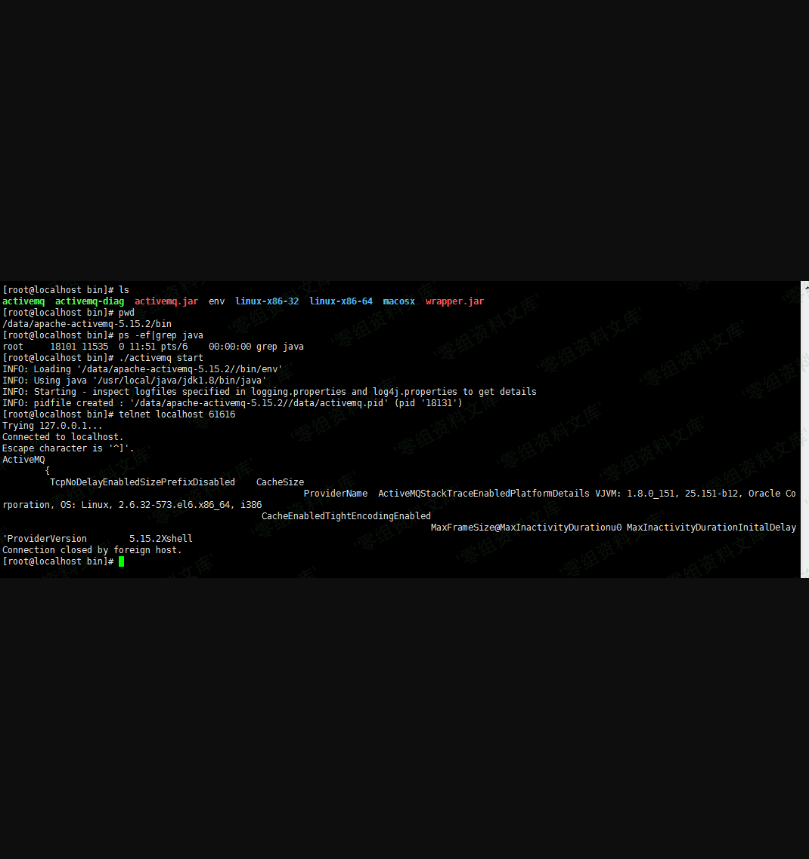 [root@localhost bin]# ls
activemq  activemq-diag  activemq.jar  env  linux-x86-32  linux-x86-64  macosx  wrapper.jar
[root@localhost bin]# pwd
/data/apache-activemq-5.15.2/bin
[root@localhost bin]# ps -ef|grep java
root     18101 11535  0 11:51 pts/6    00:00:00 grep java
[root@localhost bin]# ./activemq start
INFO: Loading '/data/apache-activemq-5.15.2//bin/env'
INFO: Using java '/usr/local/java/jdk1.8/bin/java'
INFO: Starting - inspect logfiles specified in logging.properties and log4j.properties to get details
INFO: pidfile created : '/data/apache-activemq-5.15.2//data/activemq.pid' (pid '18131')
[root@localhost bin]# telnet localhost 61616
Trying 127.0.0.1...
Connected to localhost.
Escape character is '^]'.
ActiveMQ
{
TcpNoDelayEnabledSizePrefixDisabled    CacheSize
ProviderName  ActiveMQStackTraceEnabledPlatformDetails VJVM: 1.8.0_151, 25.151-b12, Oracle Co
rporation, OS: Linux, 2.6.32-573.el6.x86_64, i386
CacheEnabledTightEncodingEnabled
MaxFrameSize@MaxInactivityDurationu0 MaxInactivityDurationInitalDelay
'ProviderVersion        5.15.2Xshell
Connection closed by foreign host.
[root@localhost bin]#
零组资料文库